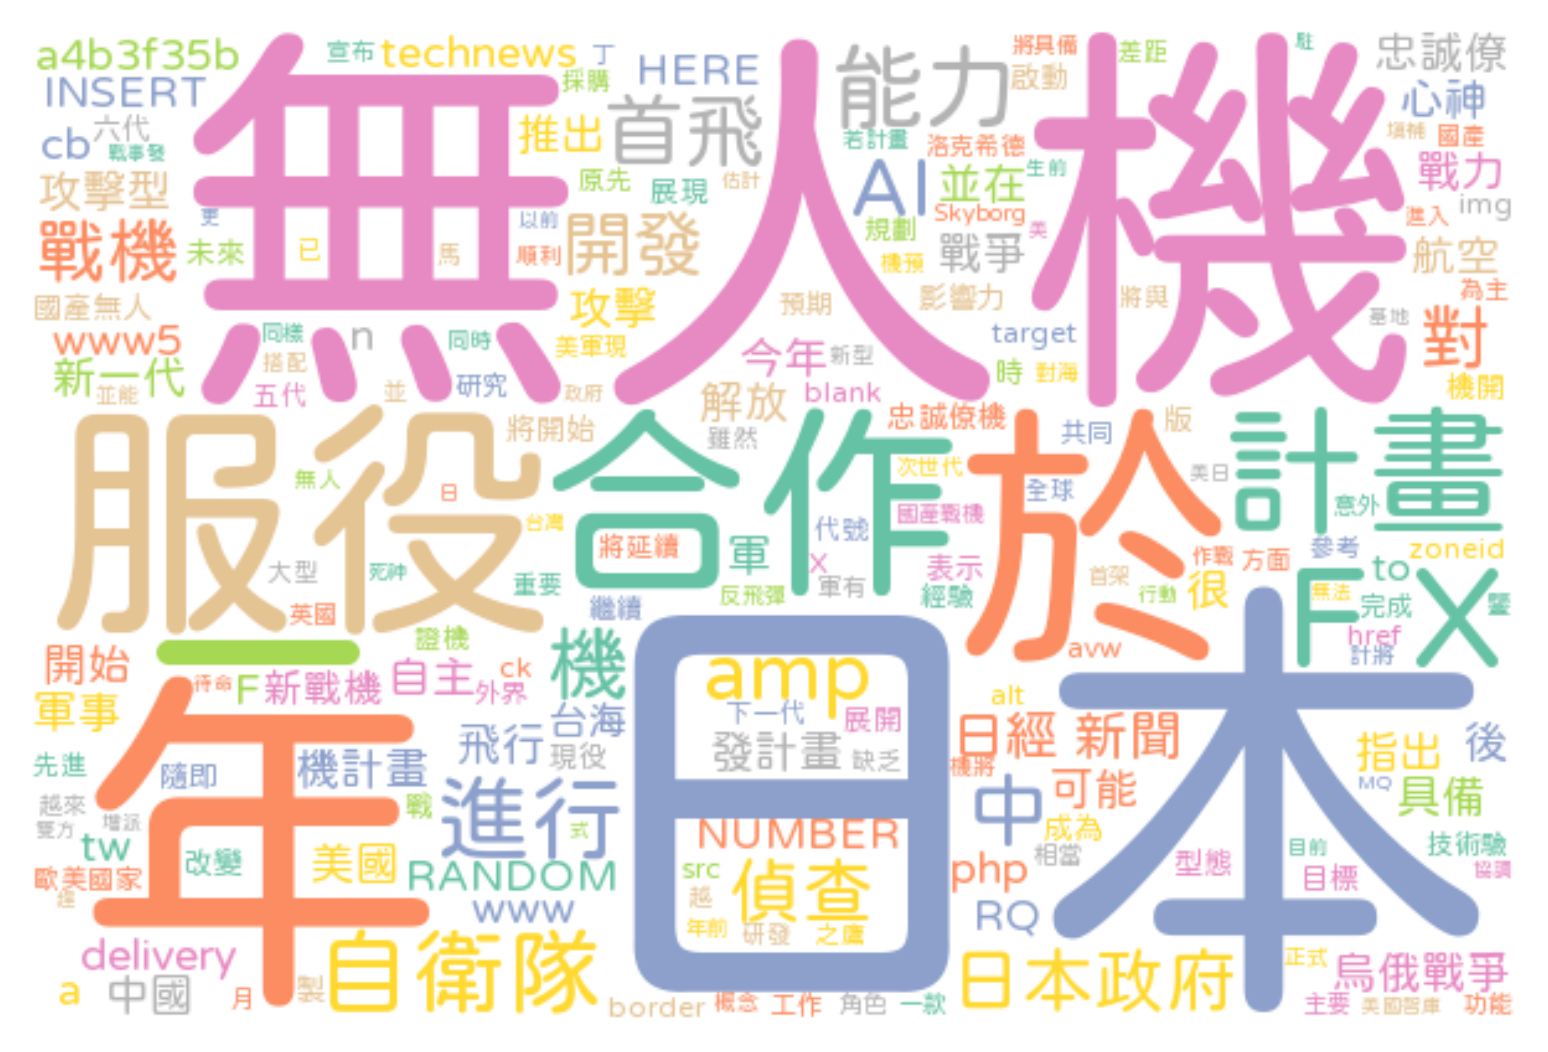 a4b3f35b
宣布
technews
丁
HERE
採購
INSERT
cb
六代
戰事發
攻擊型
戰機
更
未來
無人機
推出
首飛
原先
展現
估計
以前
順利
開發
已
馬
能力
將具備
啟動
差距
駐
忠誠僚
心神
填補
國產
若計畫
洛克希德
生前
AI
並在
Skyborg
美
規劃
戰爭
機預
戰力
img
進入
航空
為主
國產無人
www5
新一代
並能
同樣
搭配
五代
n
同時
並
研究
攻擊
美軍現
政府
預期
影響力
將與
target
今年
新型
blank
解放
雖然
時
對海
基地
對
機開
服役
將開始
無人
日
台灣
大型
死神
英國
重要
合作
將延續
軍
代號
X
軍有
反飛彈
繼續
忠誠僚機
次世代
國產戰機
表示
經驗
於
共同
版
全球
美日
計畫
意外
參考
zoneid
作戰
方面
首架
行動
很
無法
to
完成
FX
href
計將
avw
一
開始
軍事
待命
F
新戰機
證機
自主
ck
外界
機
台海
飛行
現役
機計畫
隨即
先進
越來
雙方
增派
tw
歐美國家
年
改變
美國
戰
進行
式
RANDOM
www
delivery
a
中國
月
製
自衛隊
日本
amp
下一代
展開
發計畫
缺乏
NUMBER
src
越
偵查
年前
研發
之鷹
alt
日經 新聞
機將
中
可能
成為
相當
php
RQ
指出
後
MQ
具備
技術驗
協調
型態
目前
目標
border
概念
工作
角色
一款
日本政府
正式
烏俄戰爭
主要
美國智庫
功能